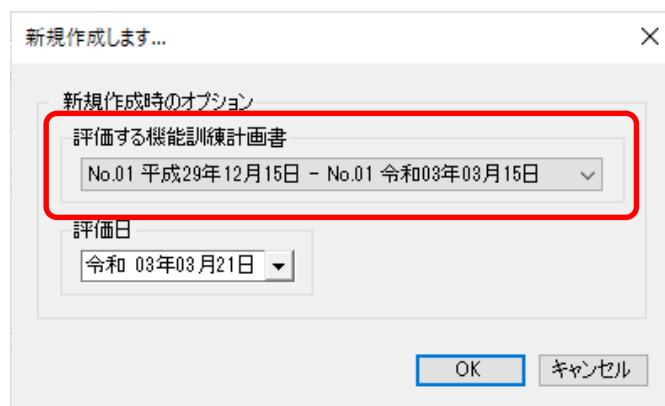 新規作成します...
新規作成時のオプション
評価する機能訓練計画書
No.01 平成29年12月15日 - No.01 令和03年03月15日
評価日
令和 03年03月21日
OK キャンセル